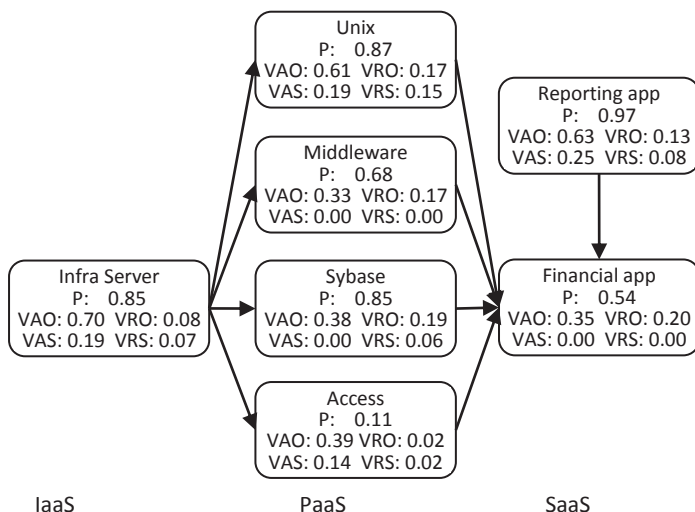 Unix
P: 0.87
VAO: 0.61 VRO: 0.17
VAS: 0.19 VRS: 0.15
Reporting app
P: 0.97
VAO: 0.63 VRO: 0.13
VAS: 0.25 VRS: 0.08
Middleware
P: 0.68
VAO: 0.33 VRO: 0.17
VAS: 0.00 VRS: 0.00
Infra Server
P: 0.85
VAO: 0.70 VRO: 0.08
VAS: 0.19 VRS: 0.07
Sybase
P: 0.85
VAO: 0.38 VRO: 0.19
VAS: 0.00 VRS: 0.06
Financial app
P: 0.54
VAO: 0.35 VRO: 0.20
VAS: 0.00 VRS: 0.00
Access
P: 0.11
VAO: 0.39 VRO: 0.02
VAS: 0.14 VRS: 0.02
IaaS PaaS SaaS